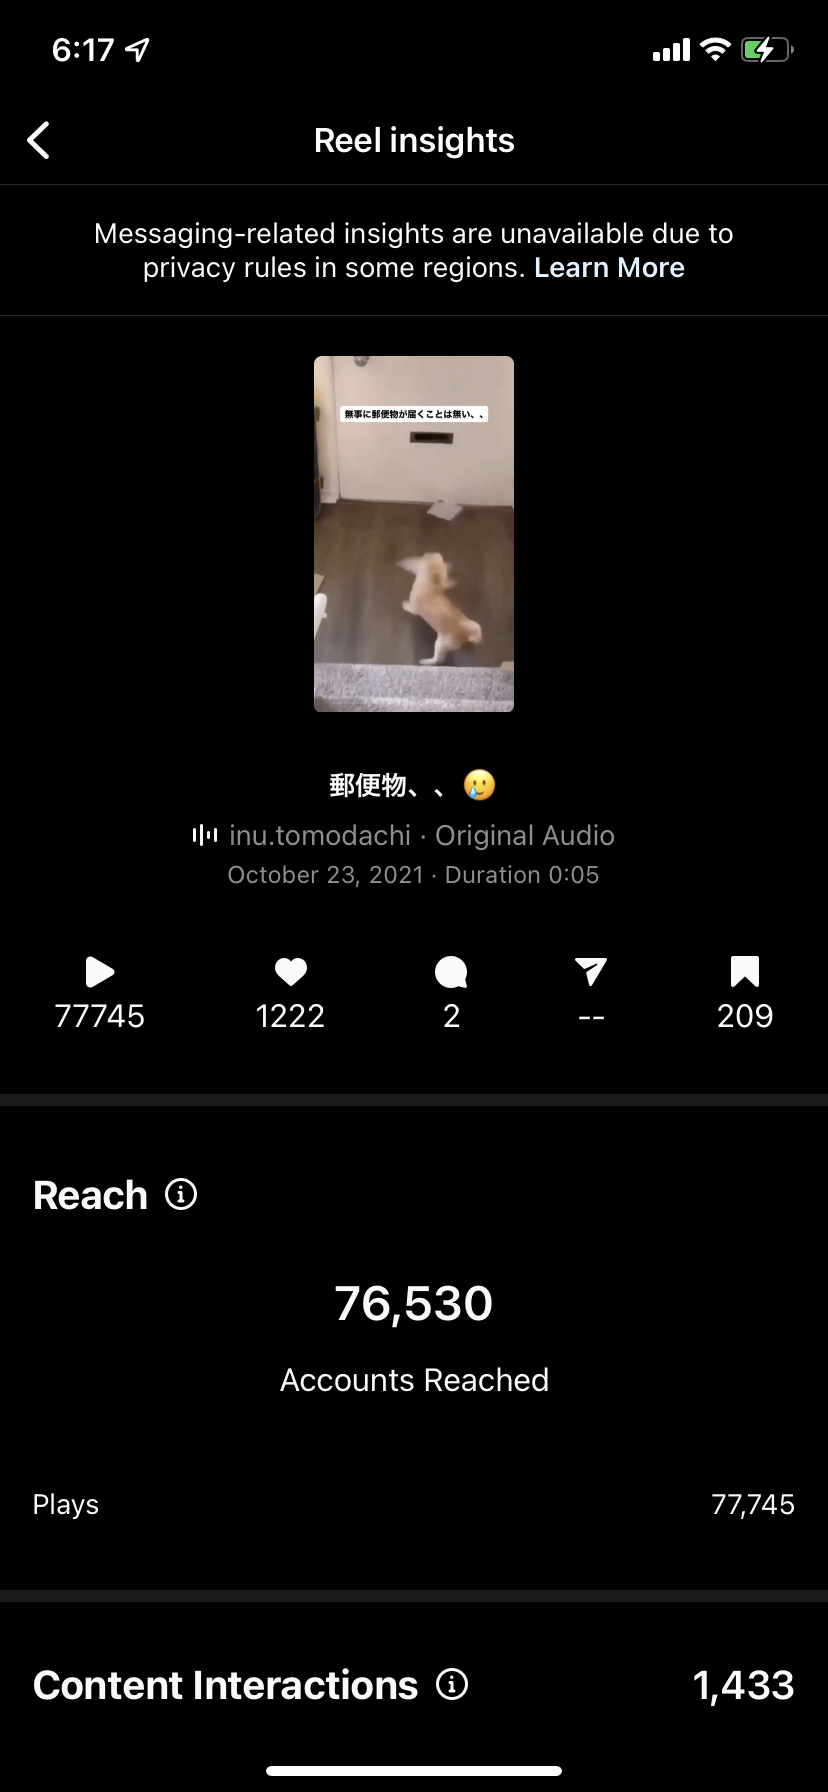 6:17
Reel insights
Messaging-related insights are unavailable due to
privacy rules in some regions. Learn More
無事に郵便物が届くことは無い、、
郵便物、、🥲
inu.tomodachi · Original Audio
October 23, 2021 · Duration 0:05
77745 1222 2 -- 209
Reach
76,530
Accounts Reached
Plays 77,745
Content Interactions 1,433